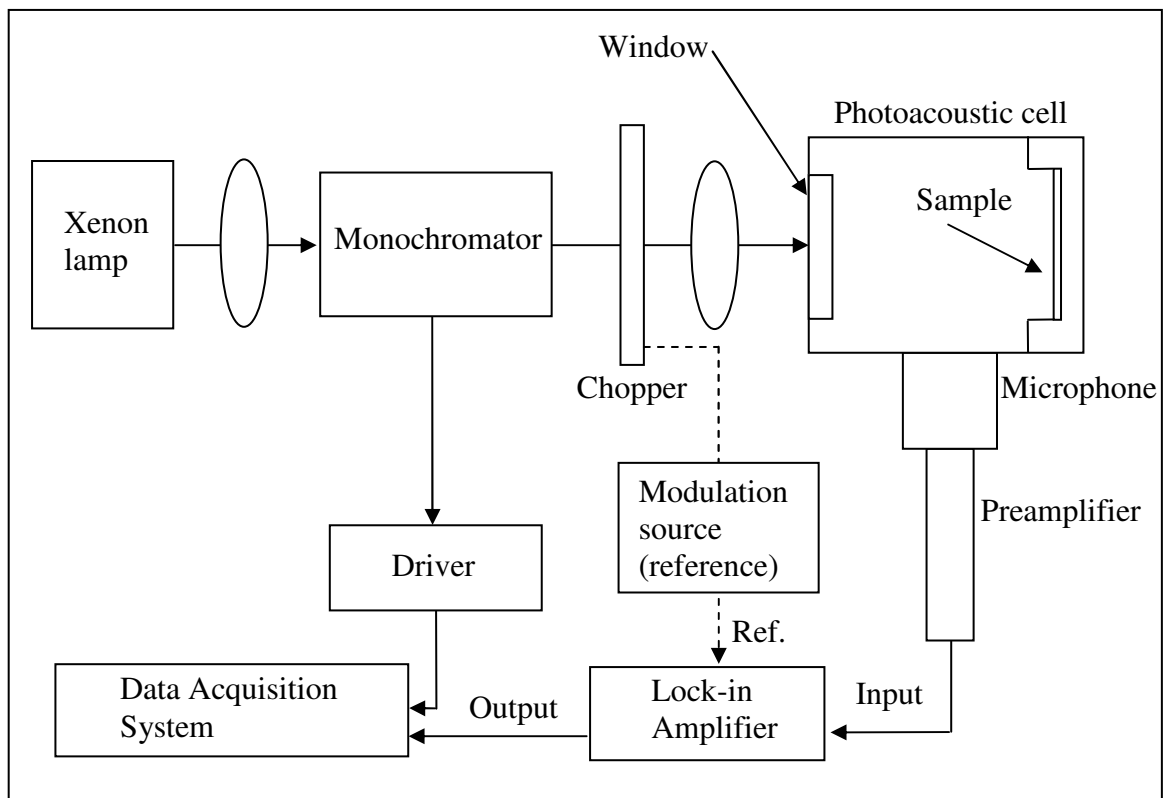 Window
Photoacoustic cell
Xenon
lamp
Monochromator
Sample
Chopper
Microphone
Modulation
source
(reference)
Preamplifier
Driver
Ref.
Data Acquisition
System
Output
Lock-in
Amplifier
Input